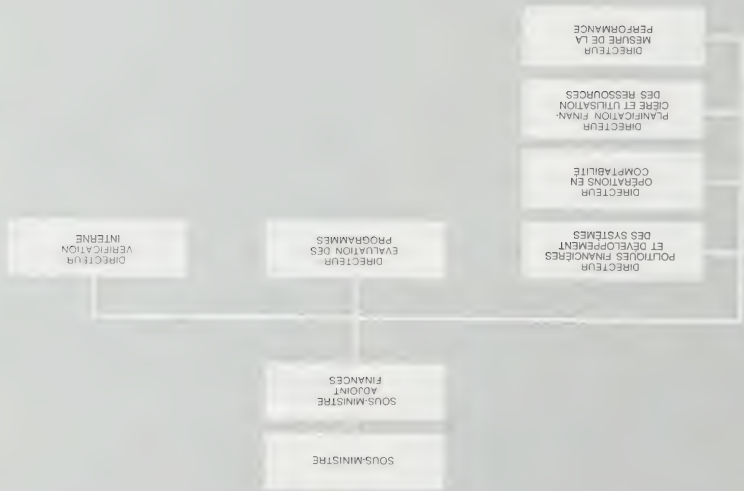 SOUS-MINISTRE
SOUS-MINISTRE
ADJOINT
FINANCES
DIRECTEUR
POLITIQUES FINANCIÈRES
ET DÉVELOPPEMENT
DES SYSTÈMES
DIRECTEUR
OPÉRATIONS EN
COMPTABILITÉ
DIRECTEUR
PLANIFICATION FINAN-
CIÈRE ET UTILISATION
DES RESSOURCES
DIRECTEUR
MESURE DE LA
PERFORMANCE
DIRECTEUR
EVALUATION DES
PROGRAMMES
DIRECTEUR
VERIFICATION
INTERNE